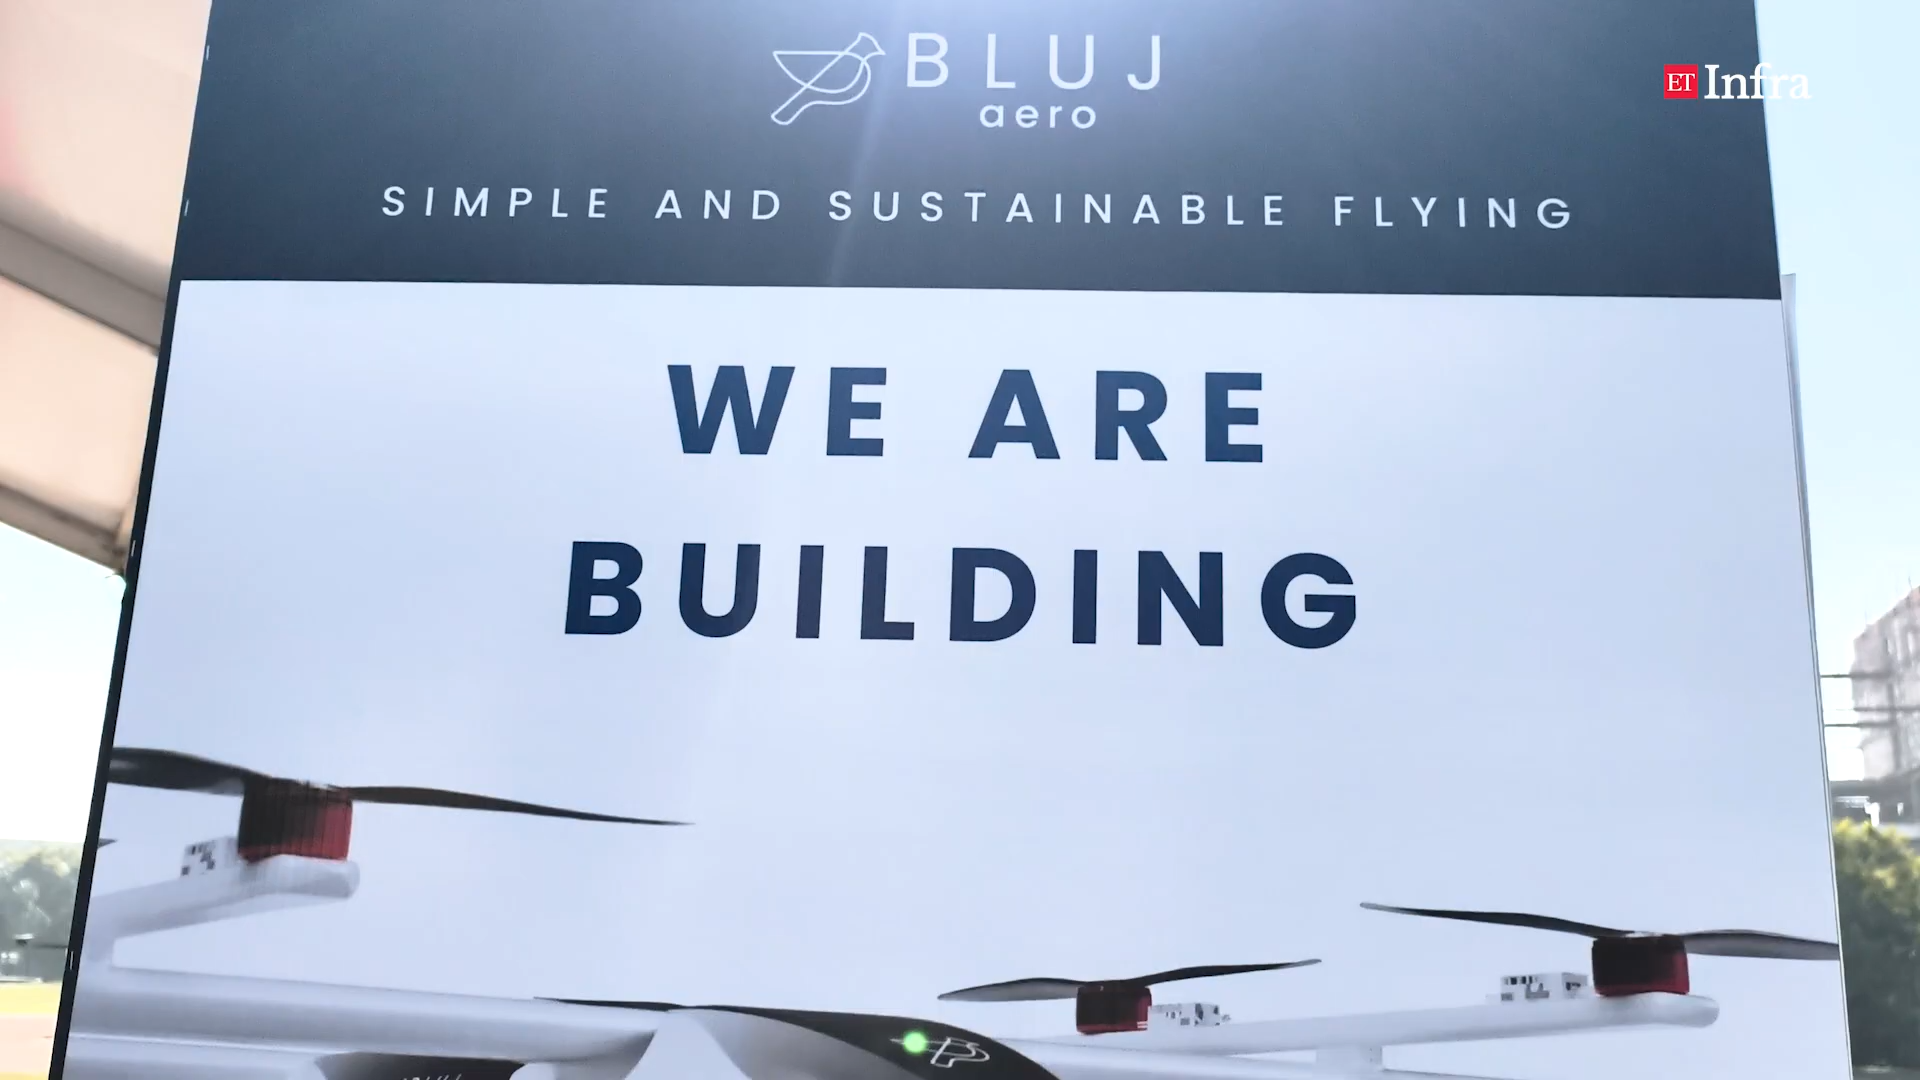 BLUJ
aero
ET Infra
SIMPLE AND SUSTAINABLE FLYING
WE ARE
BUILDING